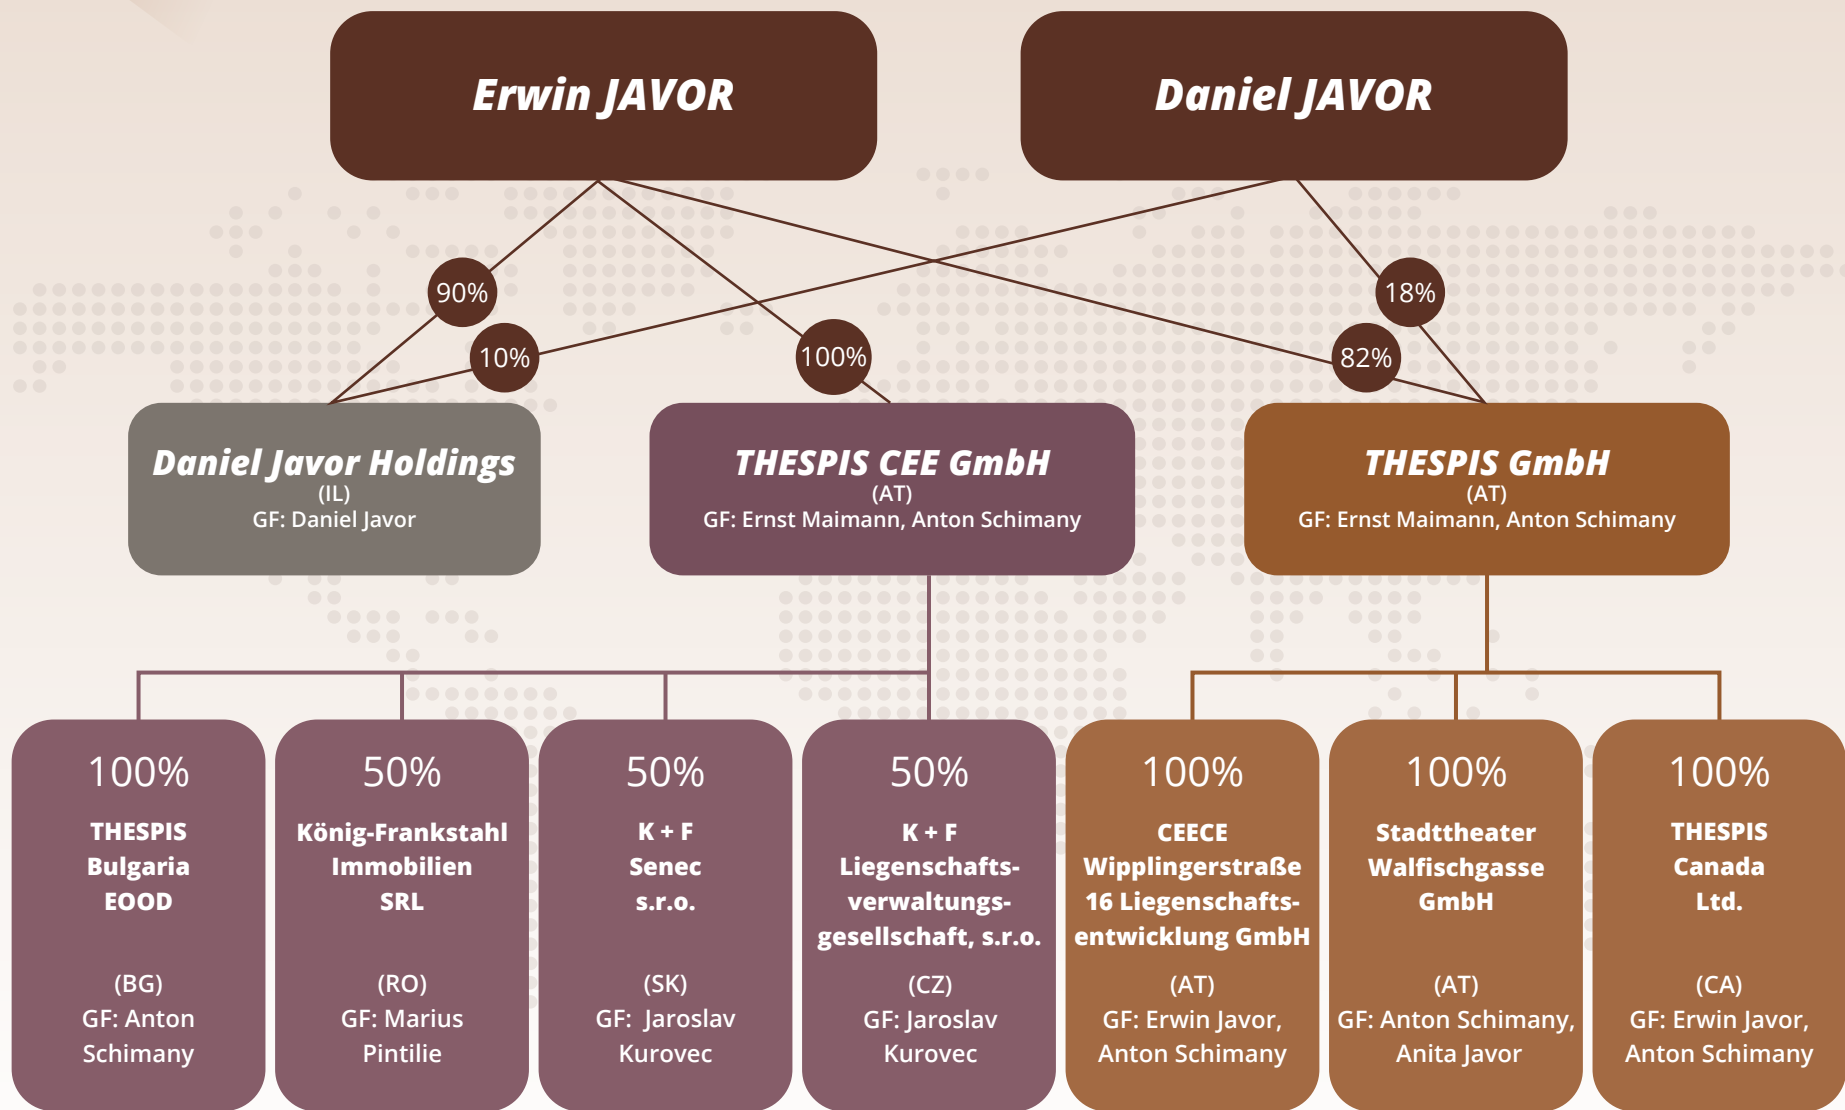 Erwin JAVOR
Daniel JAVOR
90%
18%
10%
100%
82%
Daniel Javor Holdings
(IL)
GF: Daniel Javor
THESPIS CEE GmbH
(AT)
GF: Ernst Maimann, Anton Schimany
THESPIS GmbH
(AT)
GF: Ernst Maimann, Anton Schimany
100%
THESPIS
Bulgaria
EOOD
(BG)
GF: Anton
Schimany
50%
König-Frankstahl
Immobilien
SRL
(RO)
GF: Marius
Pintilie
50%
K + F
Senec
s.r.o.
(SK)
GF: Jaroslav
Kurovec
50%
K + F
Liegenschafts-
verwaltungs-
gesellschaft, s.r.o.
(CZ)
GF: Jaroslav
Kurovec
100%
CEECE
Wipplingerstraße
16 Liegenschafts-
entwicklung GmbH
(AT)
GF: Erwin Javor,
Anton Schimany
100%
Stadttheater
Walfischgasse
GmbH
(AT)
GF: Anton Schimany,
Anita Javor
100%
THESPIS
Canada
Ltd.
(CA)
GF: Erwin Javor,
Anton Schimany